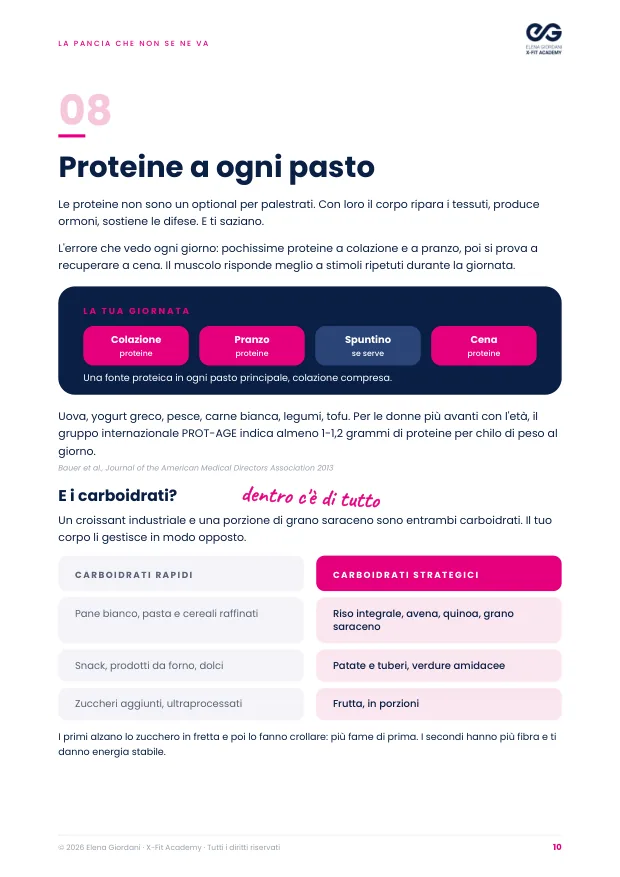 LA PANCIA CHE NON SE NE VA
ELENA GIORDANI
X-FIT ACADEMY
08
Proteine a ogni pasto
Le proteine non sono un optional per palestrati. Con loro il corpo ripara i tessuti, produce
ormoni, sostiene le difese. E ti saziano.
L'errore che vedo ogni giorno: pochissime proteine a colazione e a pranzo, poi si prova a
recuperare a cena. Il muscolo risponde meglio a stimoli ripetuti durante la giornata.
LA TUA GIORNATA
Colazione
proteine
Pranzo
proteine
Spuntino
se serve
Cena
proteine
Una fonte proteica in ogni pasto principale, colazione compresa.
Uova, yogurt greco, pesce, carne bianca, legumi, tofu. Per le donne più avanti con l'età, il
gruppo internazionale PROT-AGE indica almeno 1-1,2 grammi di proteine per chilo di peso al
giorno.
Bauer et al., Journal of the American Medical Directors Association 2013
E i carboidrati?
dentro c'è di tutto
Un croissant industriale e una porzione di grano saraceno sono entrambi carboidrati. Il tuo
corpo li gestisce in modo opposto.
CARBOIDRATI RAPIDI
CARBOIDRATI STRATEGICI
Pane bianco, pasta e cereali raffinati
Riso integrale, avena, quinoa, grano
saraceno
Snack, prodotti da forno, dolci
Patate e tuberi, verdure amidacee
Zuccheri aggiunti, ultraprocessati
Frutta, in porzioni
I primi alzano lo zucchero in fretta e poi lo fanno crollare: più fame di prima. I secondi hanno più fibra e ti
danno energia stabile.
© 2026 Elena Giordani · X-Fit Academy · Tutti i diritti riservati
10